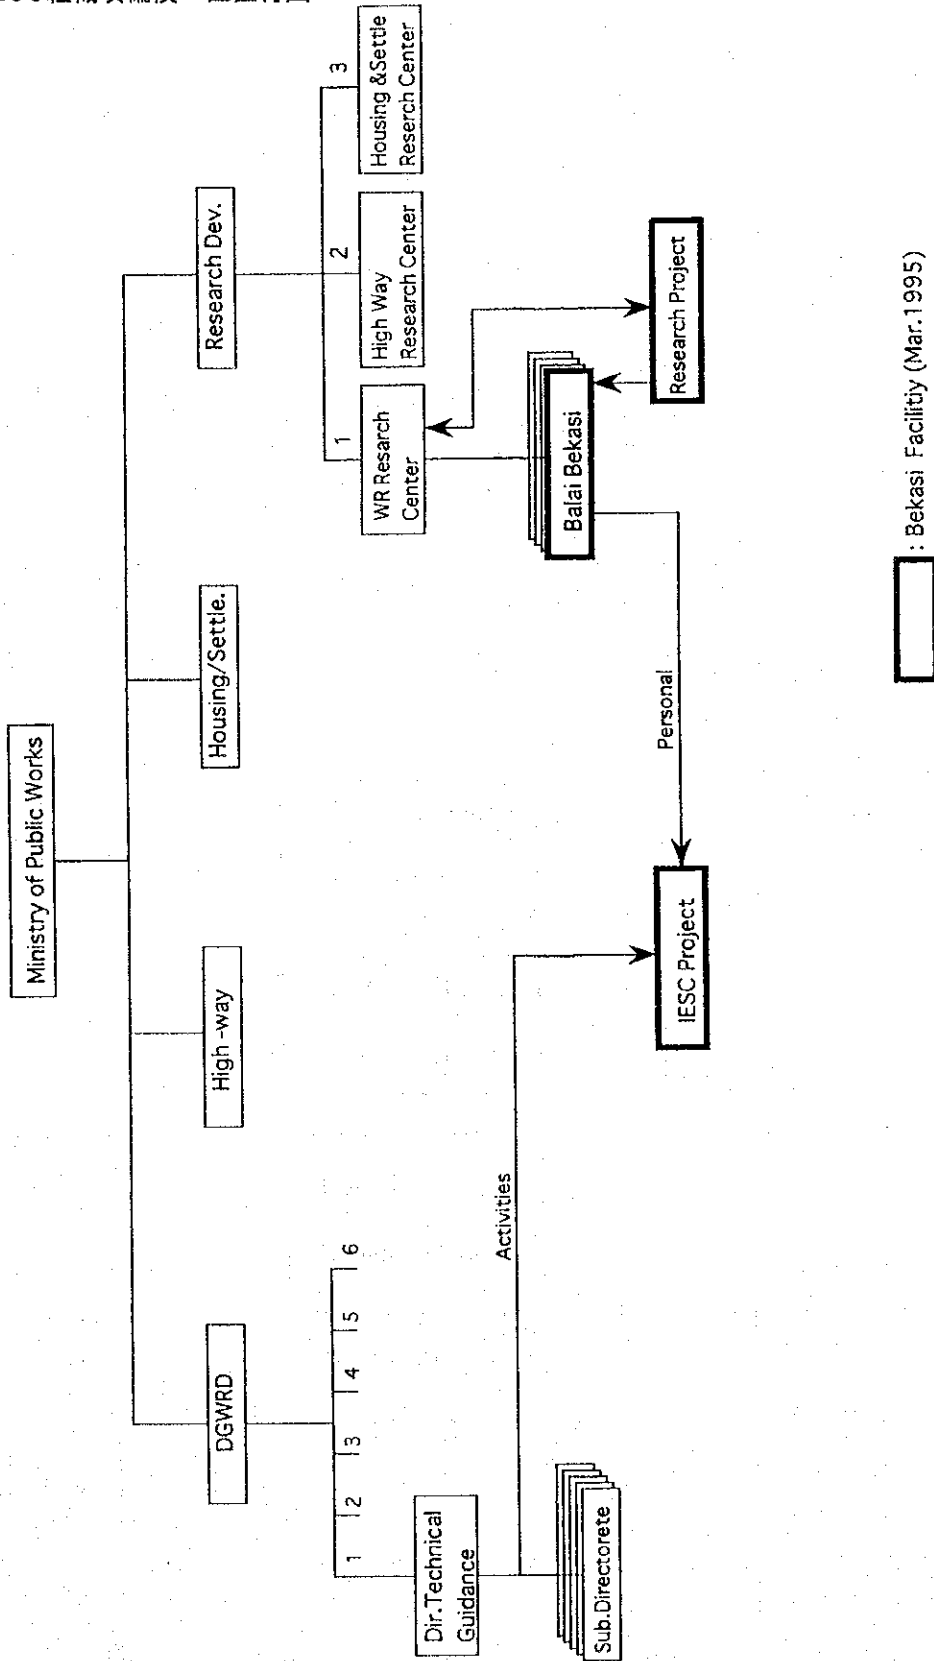 Ministry of Public Works
DGWRD
High-way
Housing/Settle.
Research Dev.
1
2
3
4
5
6
1
2
3
Dir.Technical
Guidance
WR Resarch
Center
High Way
Research Center
Housing &Settle
Reserch Center
Activities
Sub.Directorete
Balai Bekasi
Personal
IESC Project
Research Project
: Bekasi Facilitiy (Mar.1995)